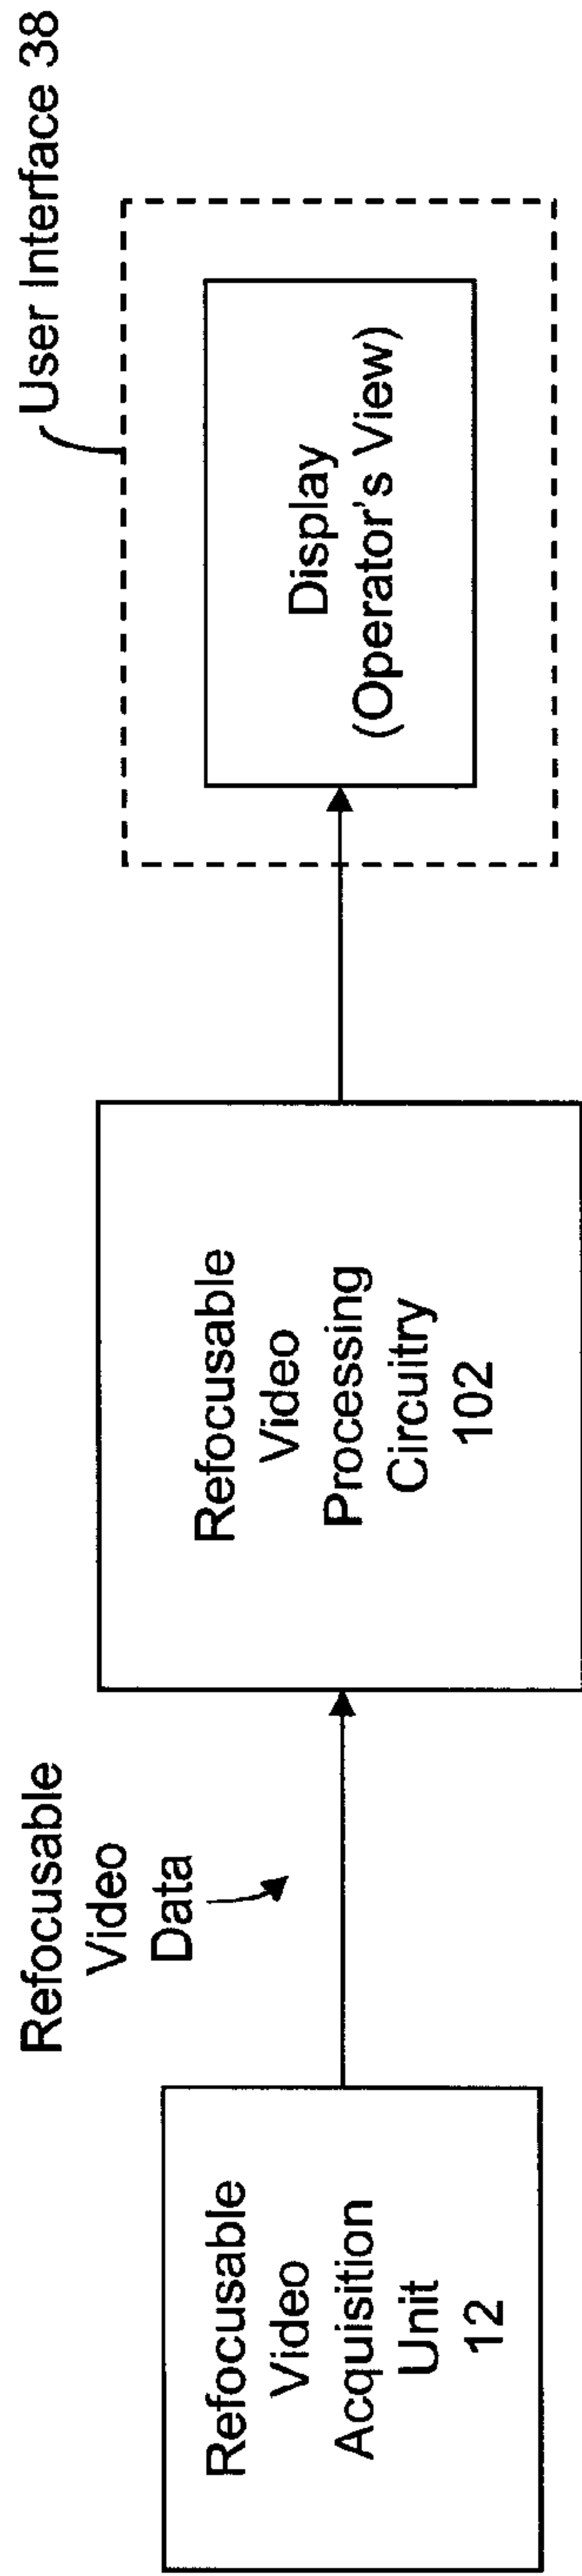 Refocusable
Video
Acquisition
Unit
12
Refocusable
Video
Data
Refocusable
Video
Processing
Circuitry
102
User Interface 38
Display
(Operator's View)